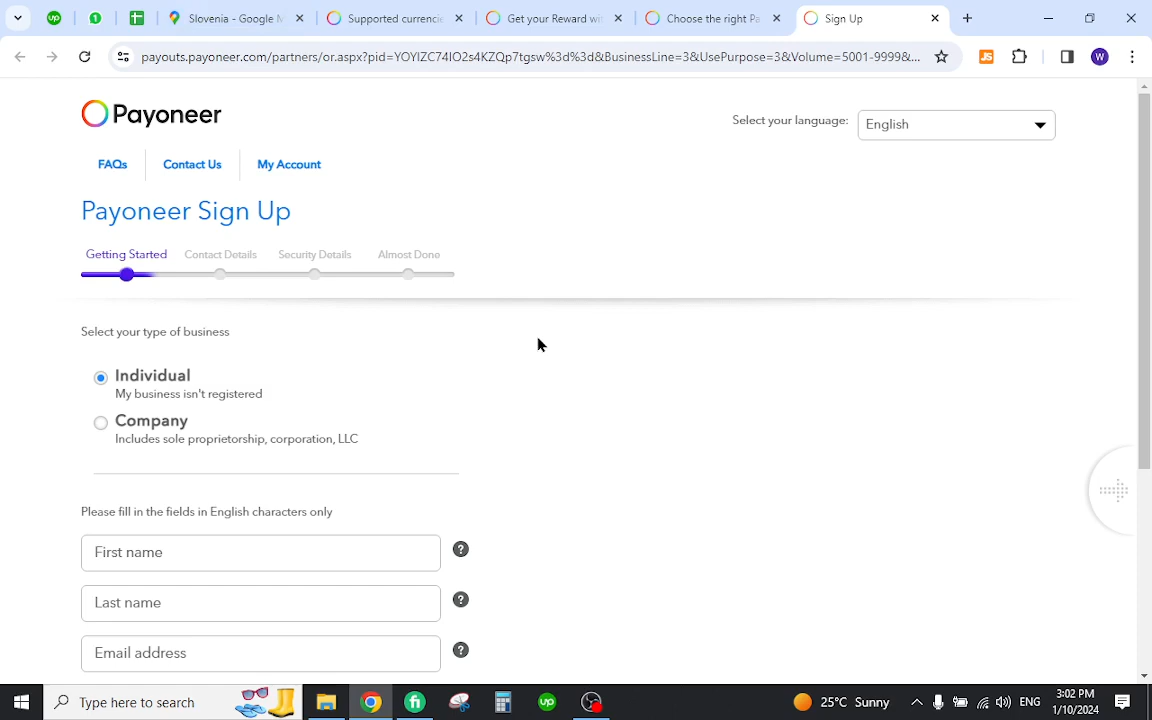 Slovenia - Google M
Supported currenci
Get your Reward wi
Choose the right Pa
Sign Up
payouts.payoneer.com/partners/or.aspx?pid=YOYIZC74IO2s4KZQp7tgsw%3d%3d&BusinessLine=3&UsePurpose=3&Volume=5001-9999&...
JS
W
Payoneer
Select your language:
English
FAQs
Contact Us
My Account
Payoneer Sign Up
Getting Started
Contact Details
Security Details
Almost Done
Select your type of business
Individual
My business isn't registered
Company
Includes sole proprietorship, corporation, LLC
Please fill in the fields in English characters only
First name
?
Last name
?
Email address
?
Type here to search
fi
up
25°C Sunny
ENG
3:02 PM
1/10/2024